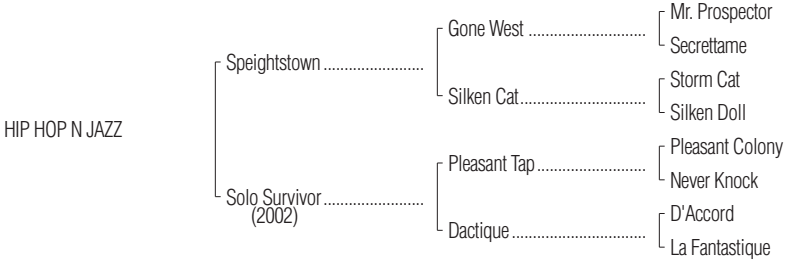 Mr. Prospector
Gone West ............................
Secrettame
Speightstown ........................
Storm Cat
Silken Cat..............................
Silken Doll
HIP HOP N JAZZ
Pleasant Colony
Pleasant Tap..........................
Never Knock
Solo Survivor........................
(2002)
D'Accord
Dactique ................................
La Fantastique